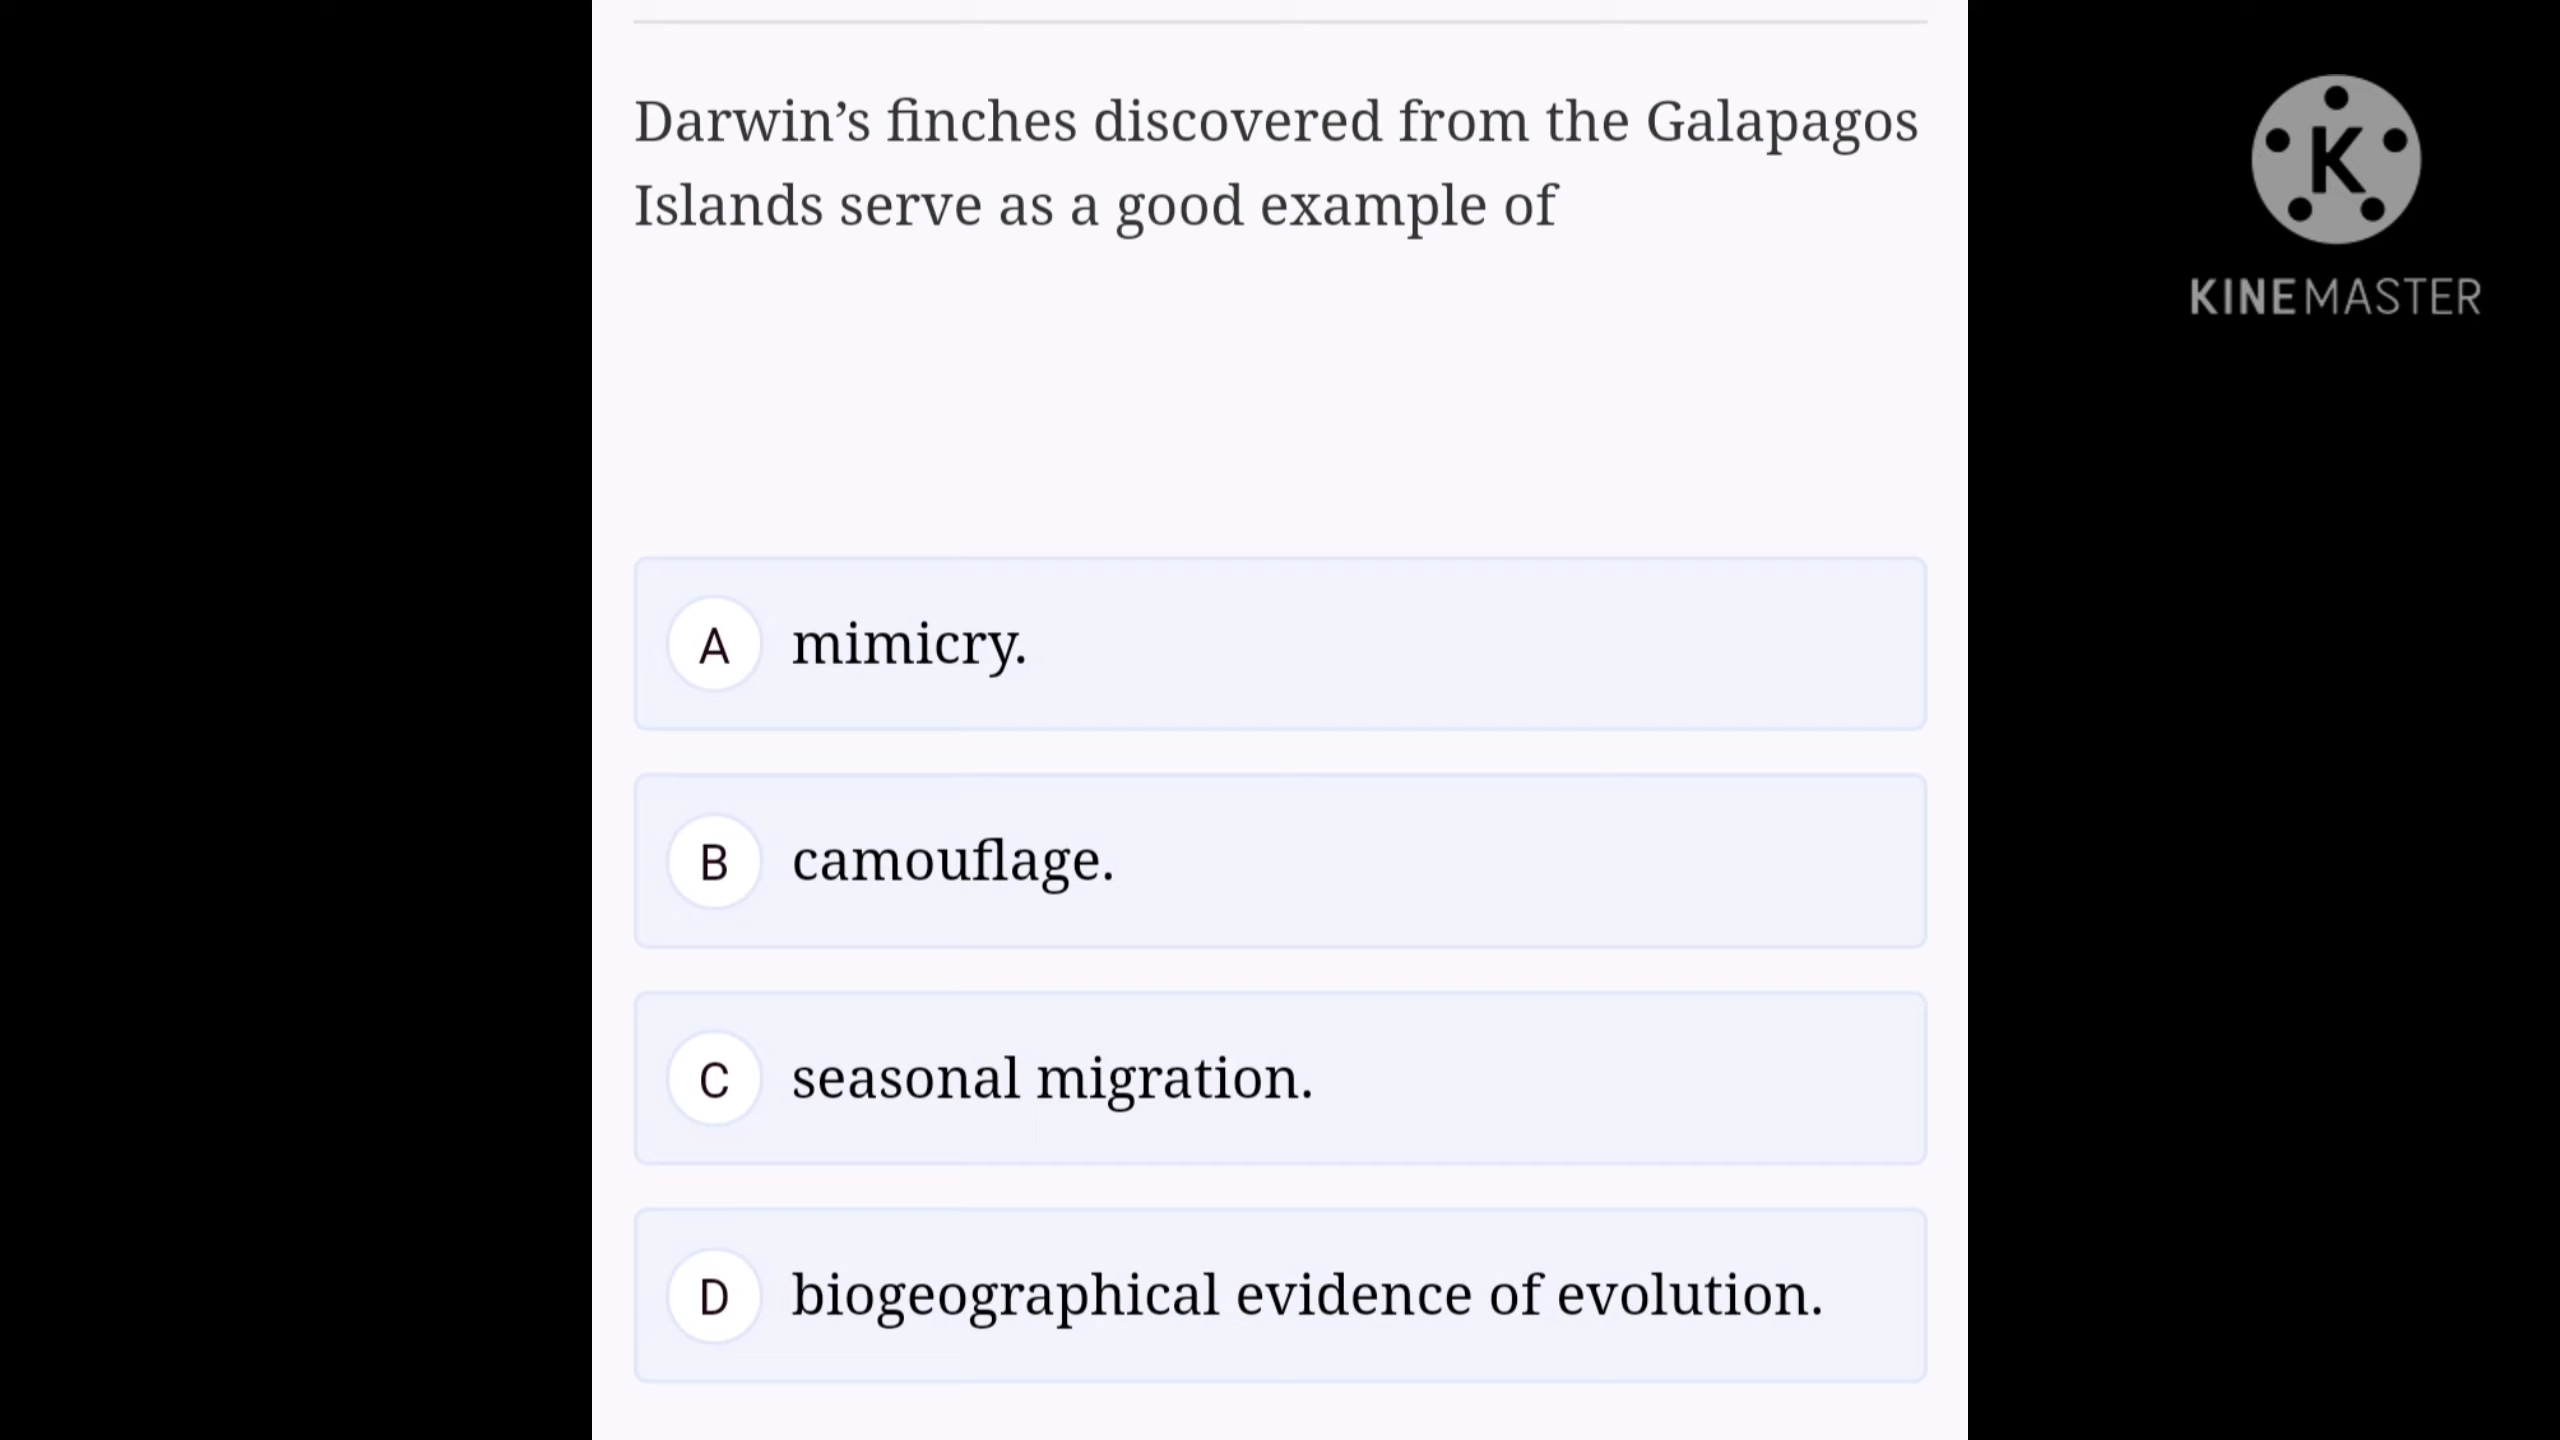 Darwin’s finches discovered from the Galapagos
Islands serve as a good example of
A mimicry.
B camouflage.
C seasonal migration.
D biogeographical evidence of evolution.
K
KINEMASTER